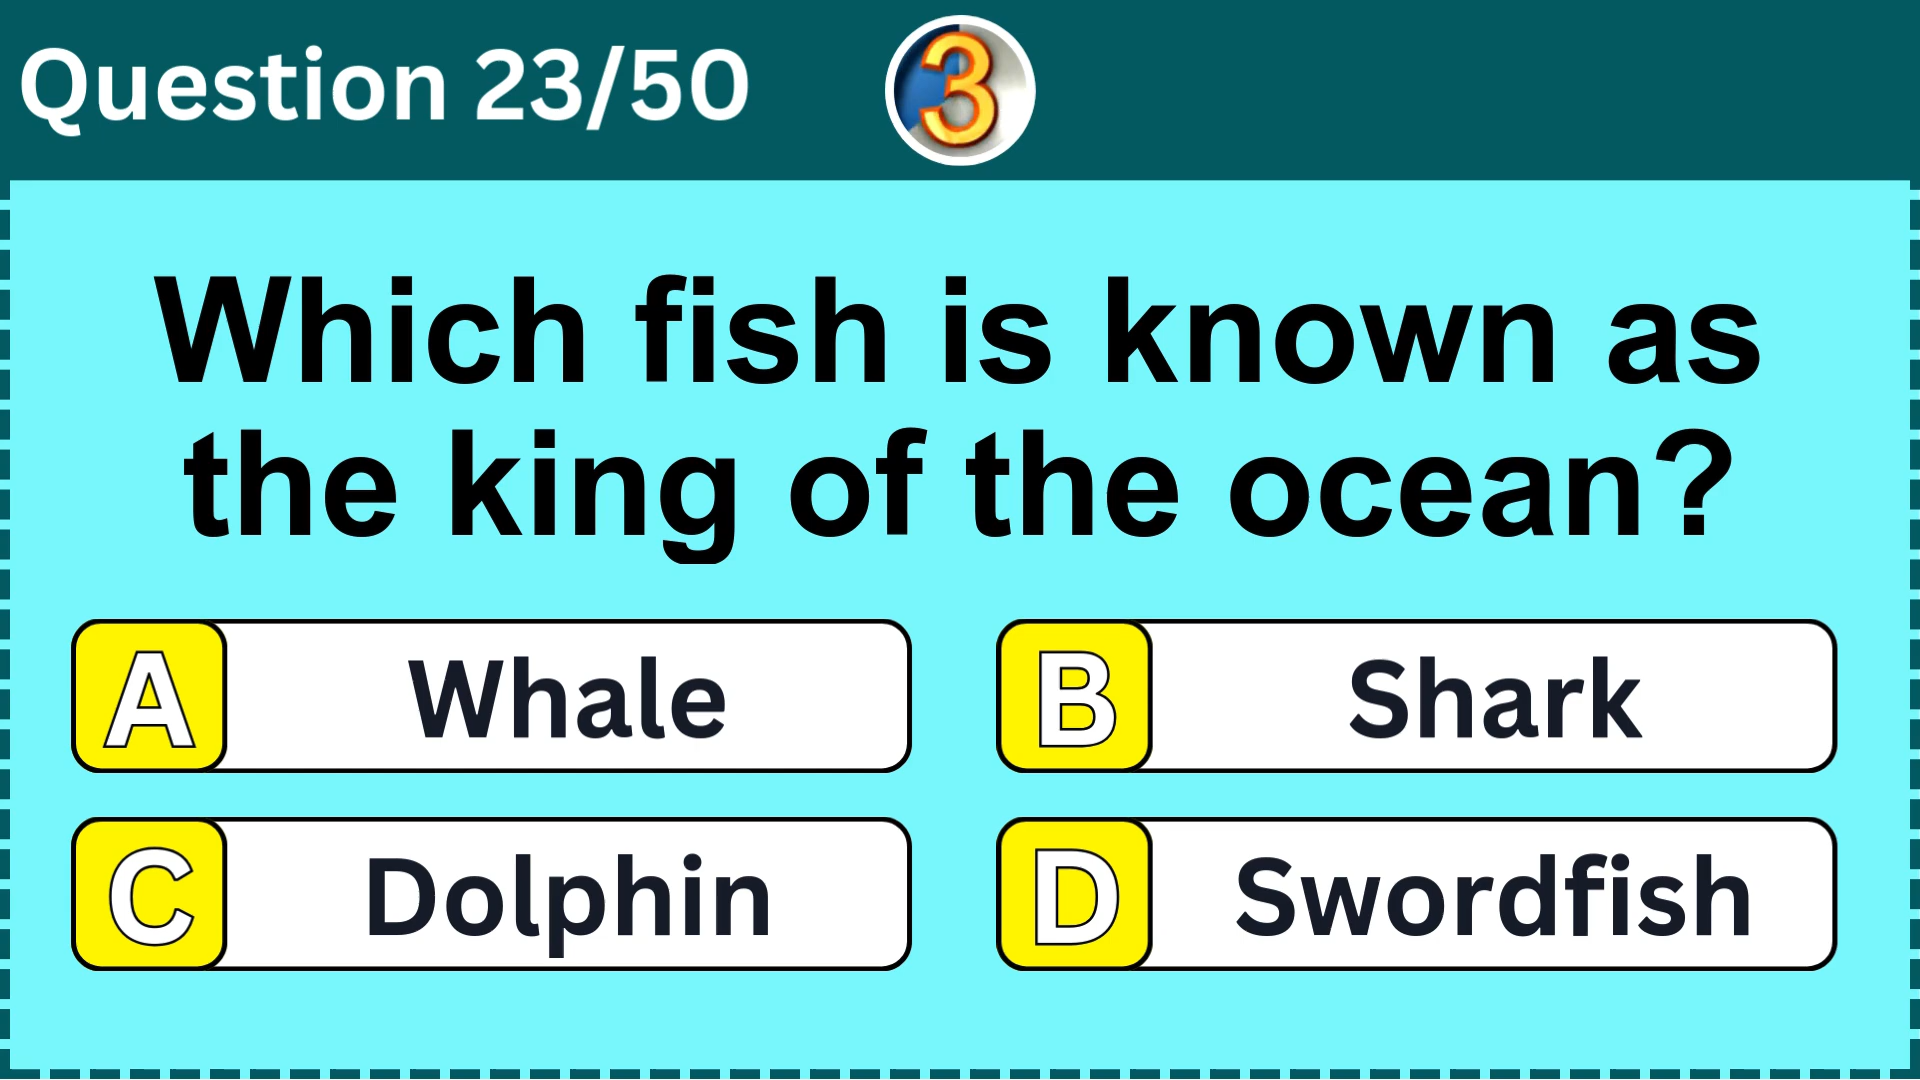 Question 23/50
3
Which fish is known as
the king of the ocean?
A Whale
B Shark
C Dolphin
D Swordfish